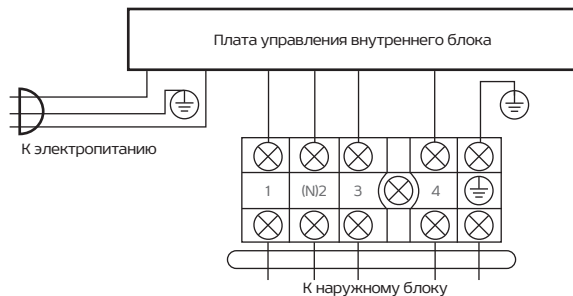 Плата управления внутреннего блока
К электропитанию
1 (N)2 3 4
К наружному блоку